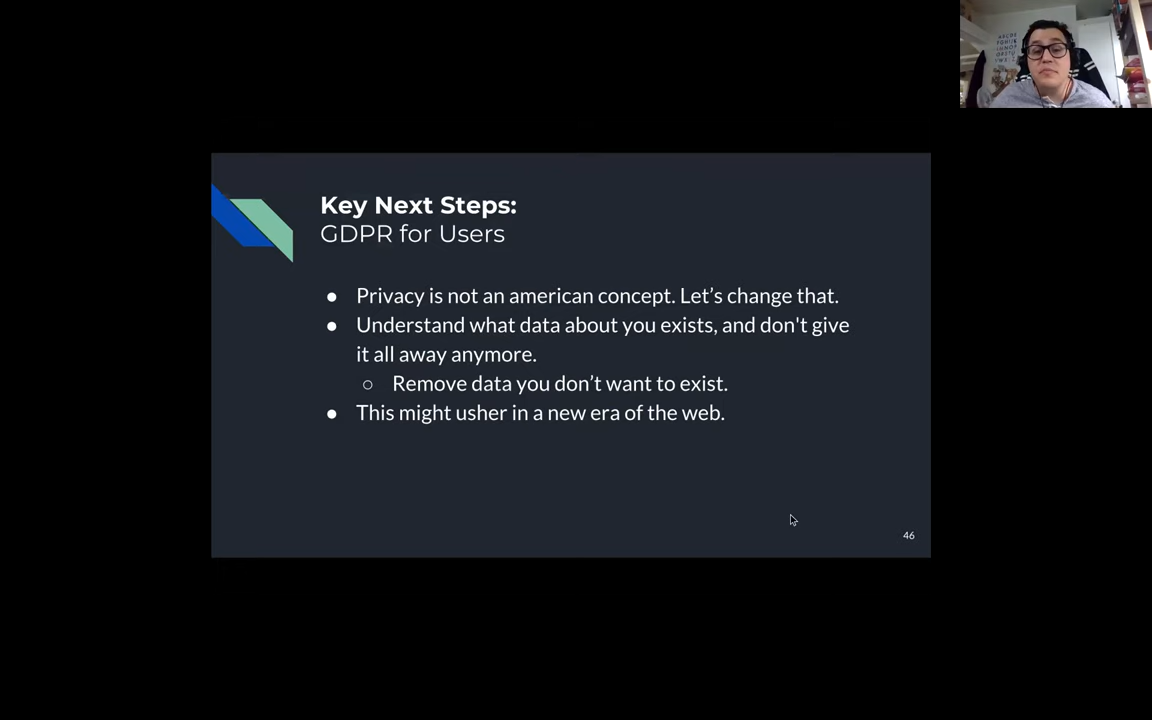 Key Next Steps:
GDPR for Users
● Privacy is not an american concept. Let’s change that.
● Understand what data about you exists, and don't give
it all away anymore.
○ Remove data you don’t want to exist.
● This might usher in a new era of the web.
46